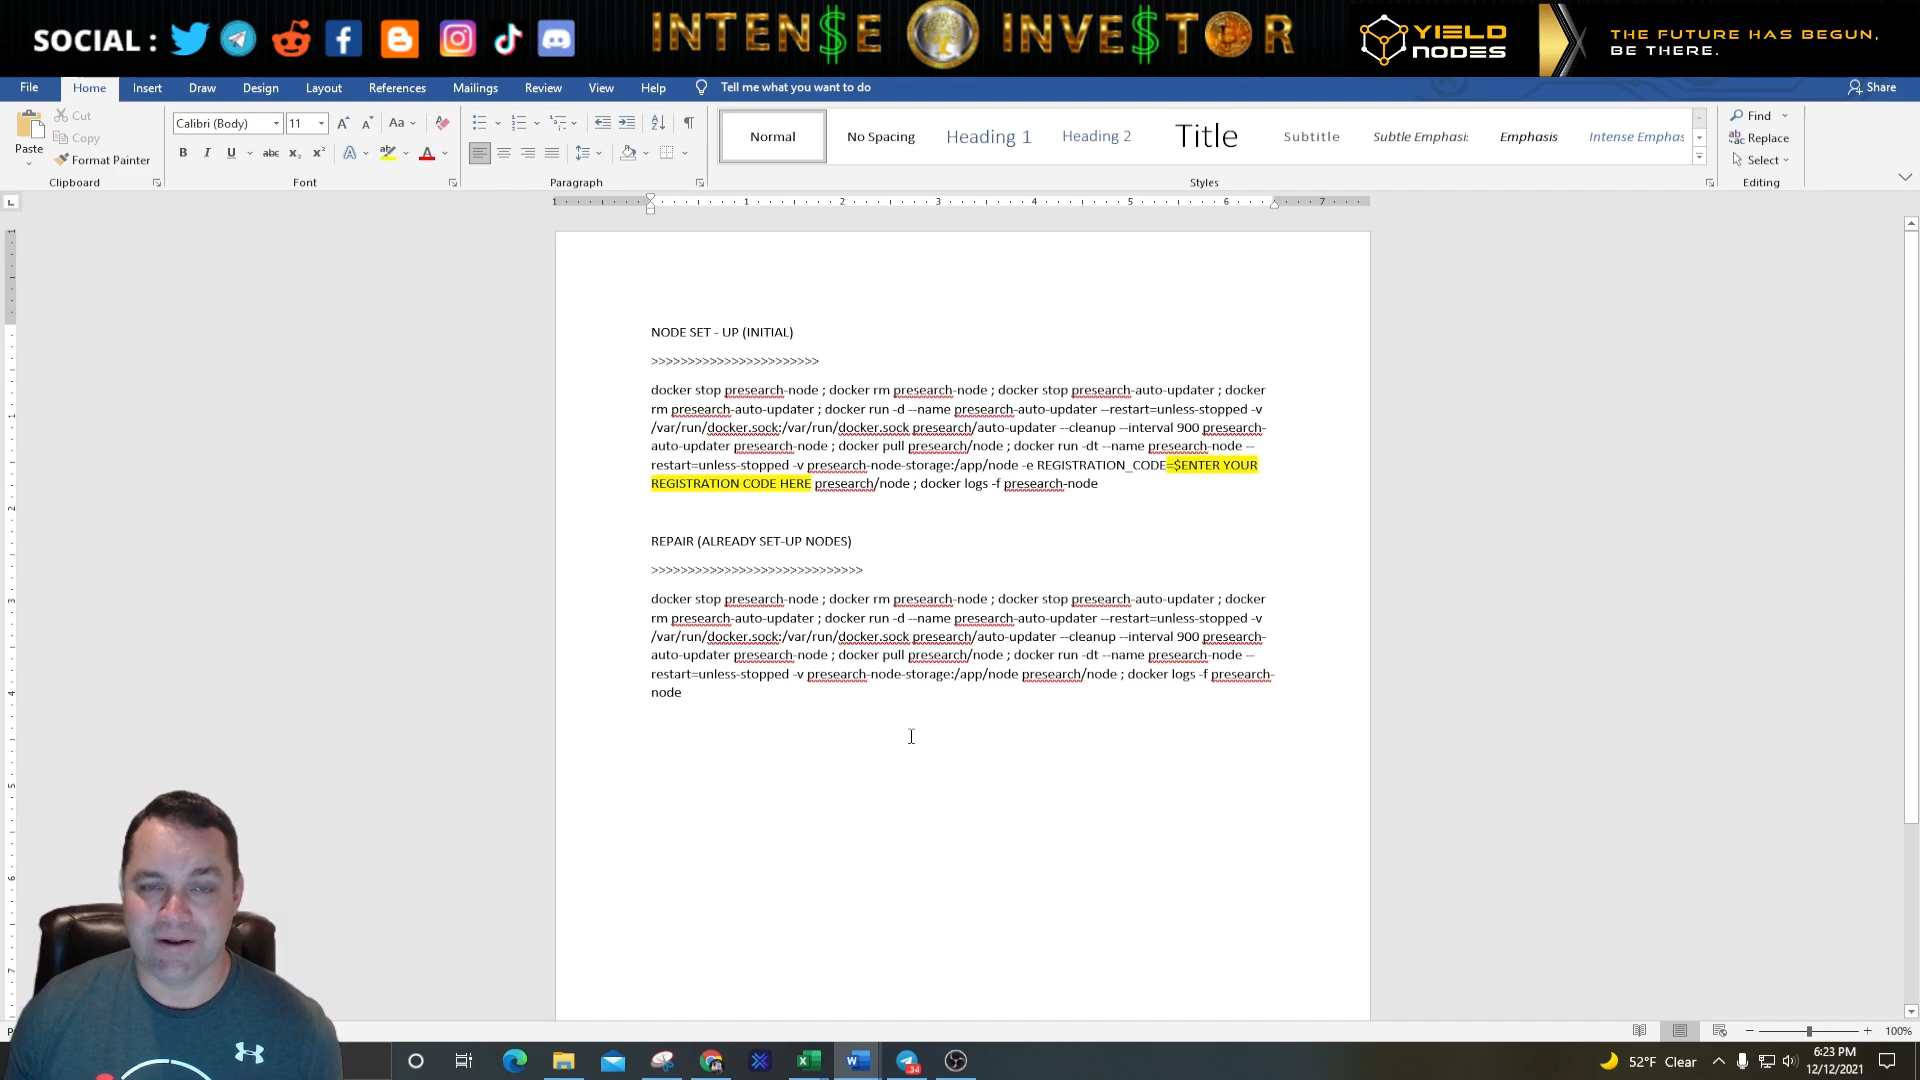 SOCIAL :
INTEN$E INVE$TOR
YIELD NODES
THE FUTURE HAS BEGUN,
BE THERE.
File Home Insert Draw Design Layout References Mailings Review View Help Tell me what you want to do Share
Paste
Cut
Copy
Format Painter
Clipboard
Calibri (Body) 11
Font
Paragraph
Normal No Spacing Heading 1 Heading 2 Title Subtitle Subtle Emphasis Emphasis Intense Emphas
Styles
Find
Replace
Select
Editing
1 1 2 3 4 5 6 7
NODE SET - UP (INITIAL)
>>>>>>>>>>>>>>>>>>>>>>>
docker stop presearch-node ; docker rm presearch-node ; docker stop presearch-auto-updater ; docker
rm presearch-auto-updater ; docker run -d --name presearch-auto-updater --restart=unless-stopped -v
/var/run/docker.sock:/var/run/docker.sock presearch/auto-updater --cleanup --interval 900 presearch-
auto-updater presearch-node ; docker pull presearch/node ; docker run -dt --name presearch-node --
restart=unless-stopped -v presearch-node-storage:/app/node -e REGISTRATION_CODE=$ENTER YOUR
REGISTRATION CODE HERE presearch/node ; docker logs -f presearch-node
REPAIR (ALREADY SET-UP NODES)
>>>>>>>>>>>>>>>>>>>>>>>>>>>>>
docker stop presearch-node ; docker rm presearch-node ; docker stop presearch-auto-updater ; docker
rm presearch-auto-updater ; docker run -d --name presearch-auto-updater --restart=unless-stopped -v
/var/run/docker.sock:/var/run/docker.sock presearch/auto-updater --cleanup --interval 900 presearch-
auto-updater presearch-node ; docker pull presearch/node ; docker run -dt --name presearch-node --
restart=unless-stopped -v presearch-node-storage:/app/node presearch/node ; docker logs -f presearch-
node
100%
52°F Clear
6:23 PM
12/12/2021